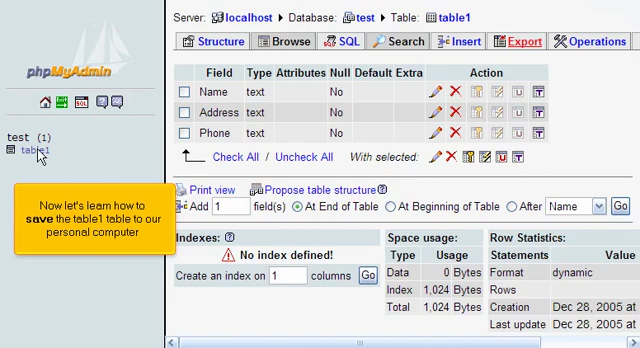 Server: localhost Database: test Table: table1
Structure Browse SQL Search Insert Export Operations
phpMyAdmin
SQL
test (1)
table1
Now let's learn how to
save the table1 table to our
personal computer
Field Type Attributes Null Default Extra Action
Name text No
Address text No
Phone text No
Check All / Uncheck All With selected:
Print view Propose table structure
Add 1 field(s) At End of Table At Beginning of Table After Name Go
Indexes:
No index defined!
Create an index on 1 columns Go
Space usage:
Type Usage
Data 0 Bytes
Index 1,024 Bytes
Total 1,024 Bytes
Row Statistics:
Statements Value
Format dynamic
Rows
Creation Dec 28, 2005 at
Last update Dec 28, 2005 at